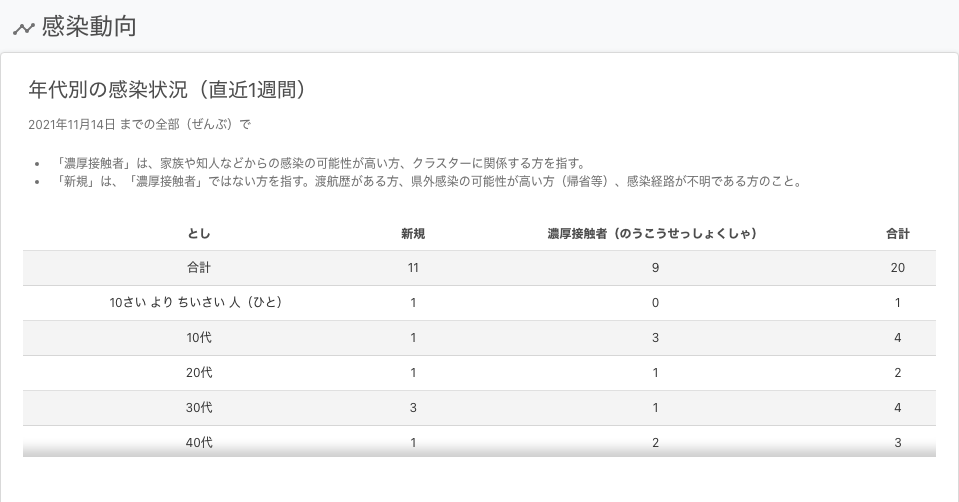 感染動向
年代別の感染状況（直近1週間）
2021年11月14日 までの全部（ぜんぶ）で
• 「濃厚接触者」は、家族や知人などからの感染の可能性が高い方、クラスターに関係する方を指す。
• 「新規」は、「濃厚接触者」ではない方を指す。渡航歴がある方、県外感染の可能性が高い方（帰省等）、感染経路が不明である方のこと。
とし 新規 濃厚接触者（のうこうせっしょくしゃ） 合計
合計 11 9 20
10さい より ちいさい 人（ひと） 1 0 1
10代 1 3 4
20代 1 1 2
30代 3 1 4
40代 1 2 3